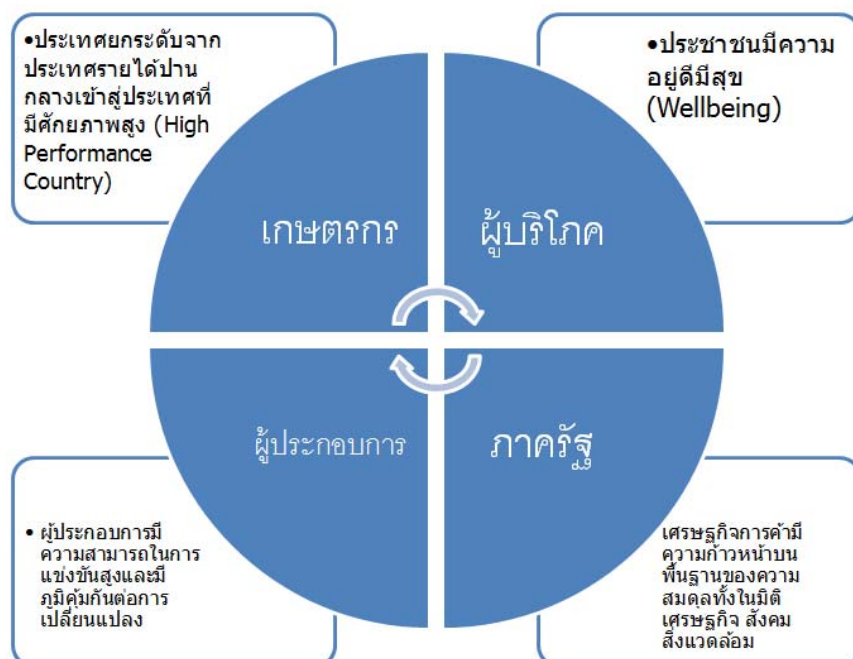 •ประเทศยกระดับจาก
ประเทศรายได้ปาน
กลางเข้าสู่ประเทศที่
มีศักยภาพสูง (High
Performance
Country)
•ประชาชนมีความ
อยู่ดีมีสุข
(Wellbeing)
เกษตรกร
ผู้บริโภค
ผู้ประกอบการ
ภาครัฐ
• ผู้ประกอบการมี
ความสามารถในการ
แข่งขันสูงและมี
ภูมิคุ้มกันต่อการ
เปลี่ยนแปลง
เศรษฐกิจการค้ามี
ความก้าวหน้าบน
พื้นฐานของความ
สมดุลทั้งในมิติ
เศรษฐกิจ สังคม
สิ่งแวดล้อม